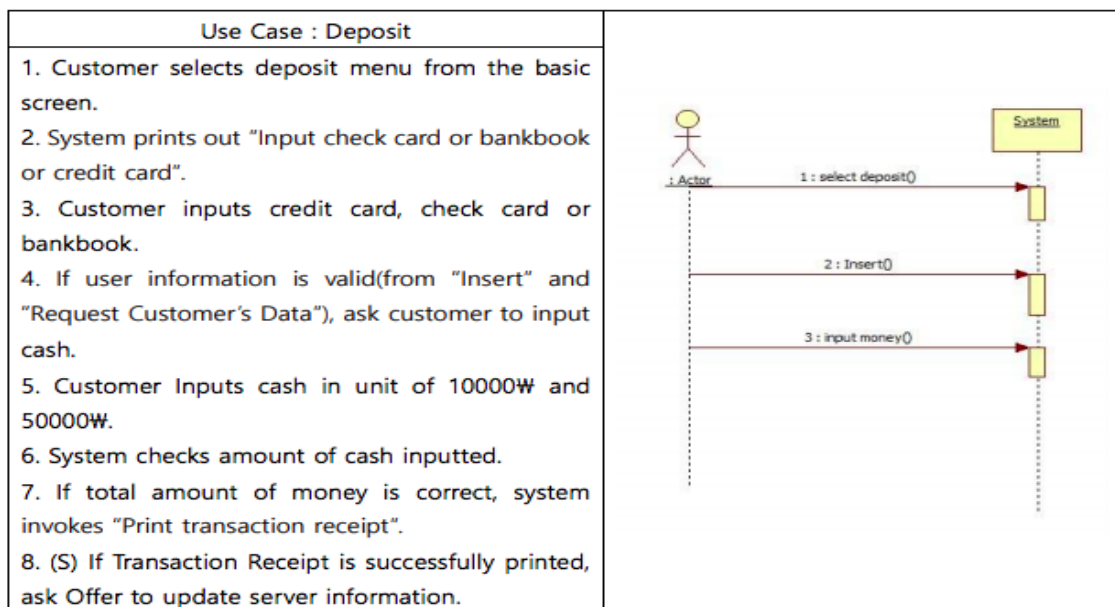 Use Case : Deposit
1. Customer selects deposit menu from the basic
screen.
2. System prints out "Input check card or bankbook
or credit card".
3. Customer inputs credit card, check card or
bankbook.
4. If user information is valid(from "Insert" and
"Request Customer's Data"), ask customer to input
cash.
5. Customer Inputs cash in unit of 10000₩ and
50000₩.
6. System checks amount of cash inputted.
7. If total amount of money is correct, system
invokes "Print transaction receipt".
8. (S) If Transaction Receipt is successfully printed,
ask Offer to update server information.
System
: Actor
1 : select deposit()
2 : Insert()
3 : input money()